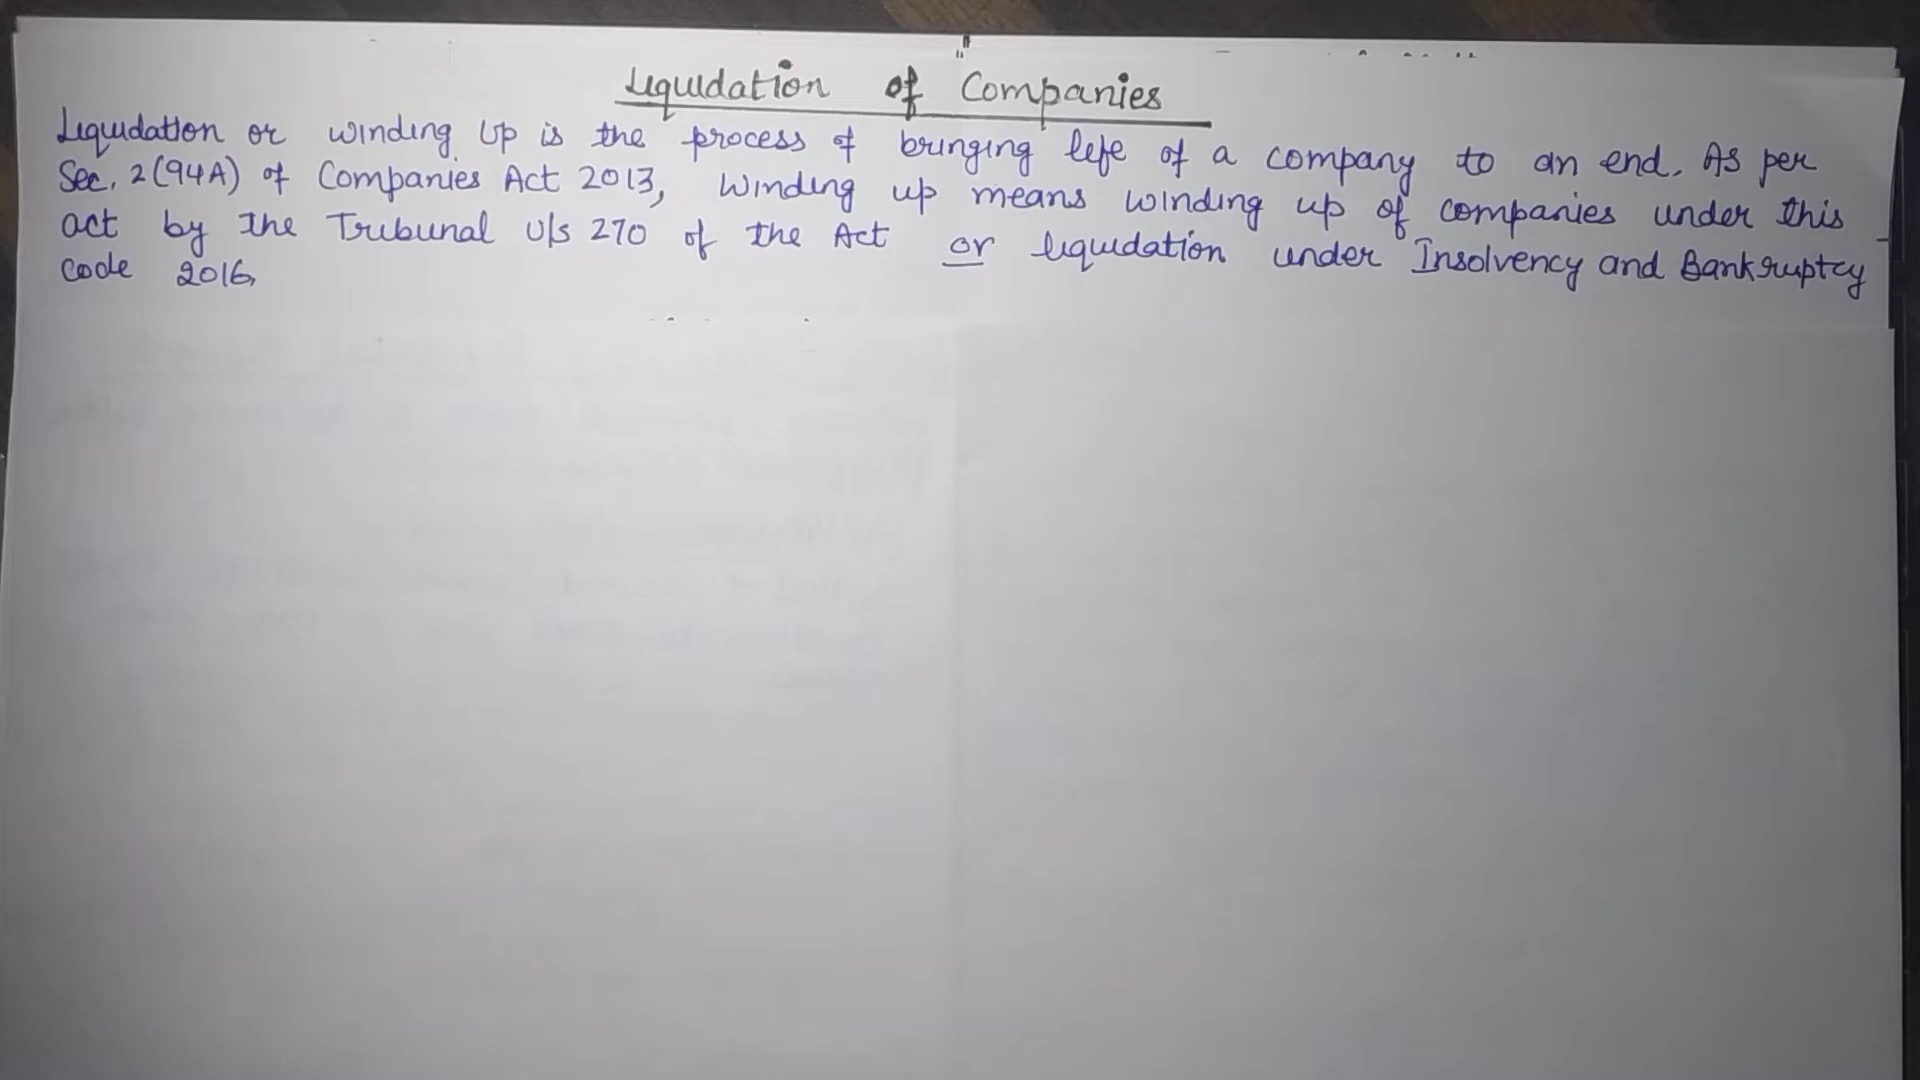 Liquidation of Companies
Liquidation or winding up is the process of bringing life of a company to an end. As per
Sec. 2(94A) of Companies Act 2013, winding up means winding up of companies under this
act by the Tribunal u/s 270 of the Act or liquidation under Insolvency and Bankruptcy
Code 2016,